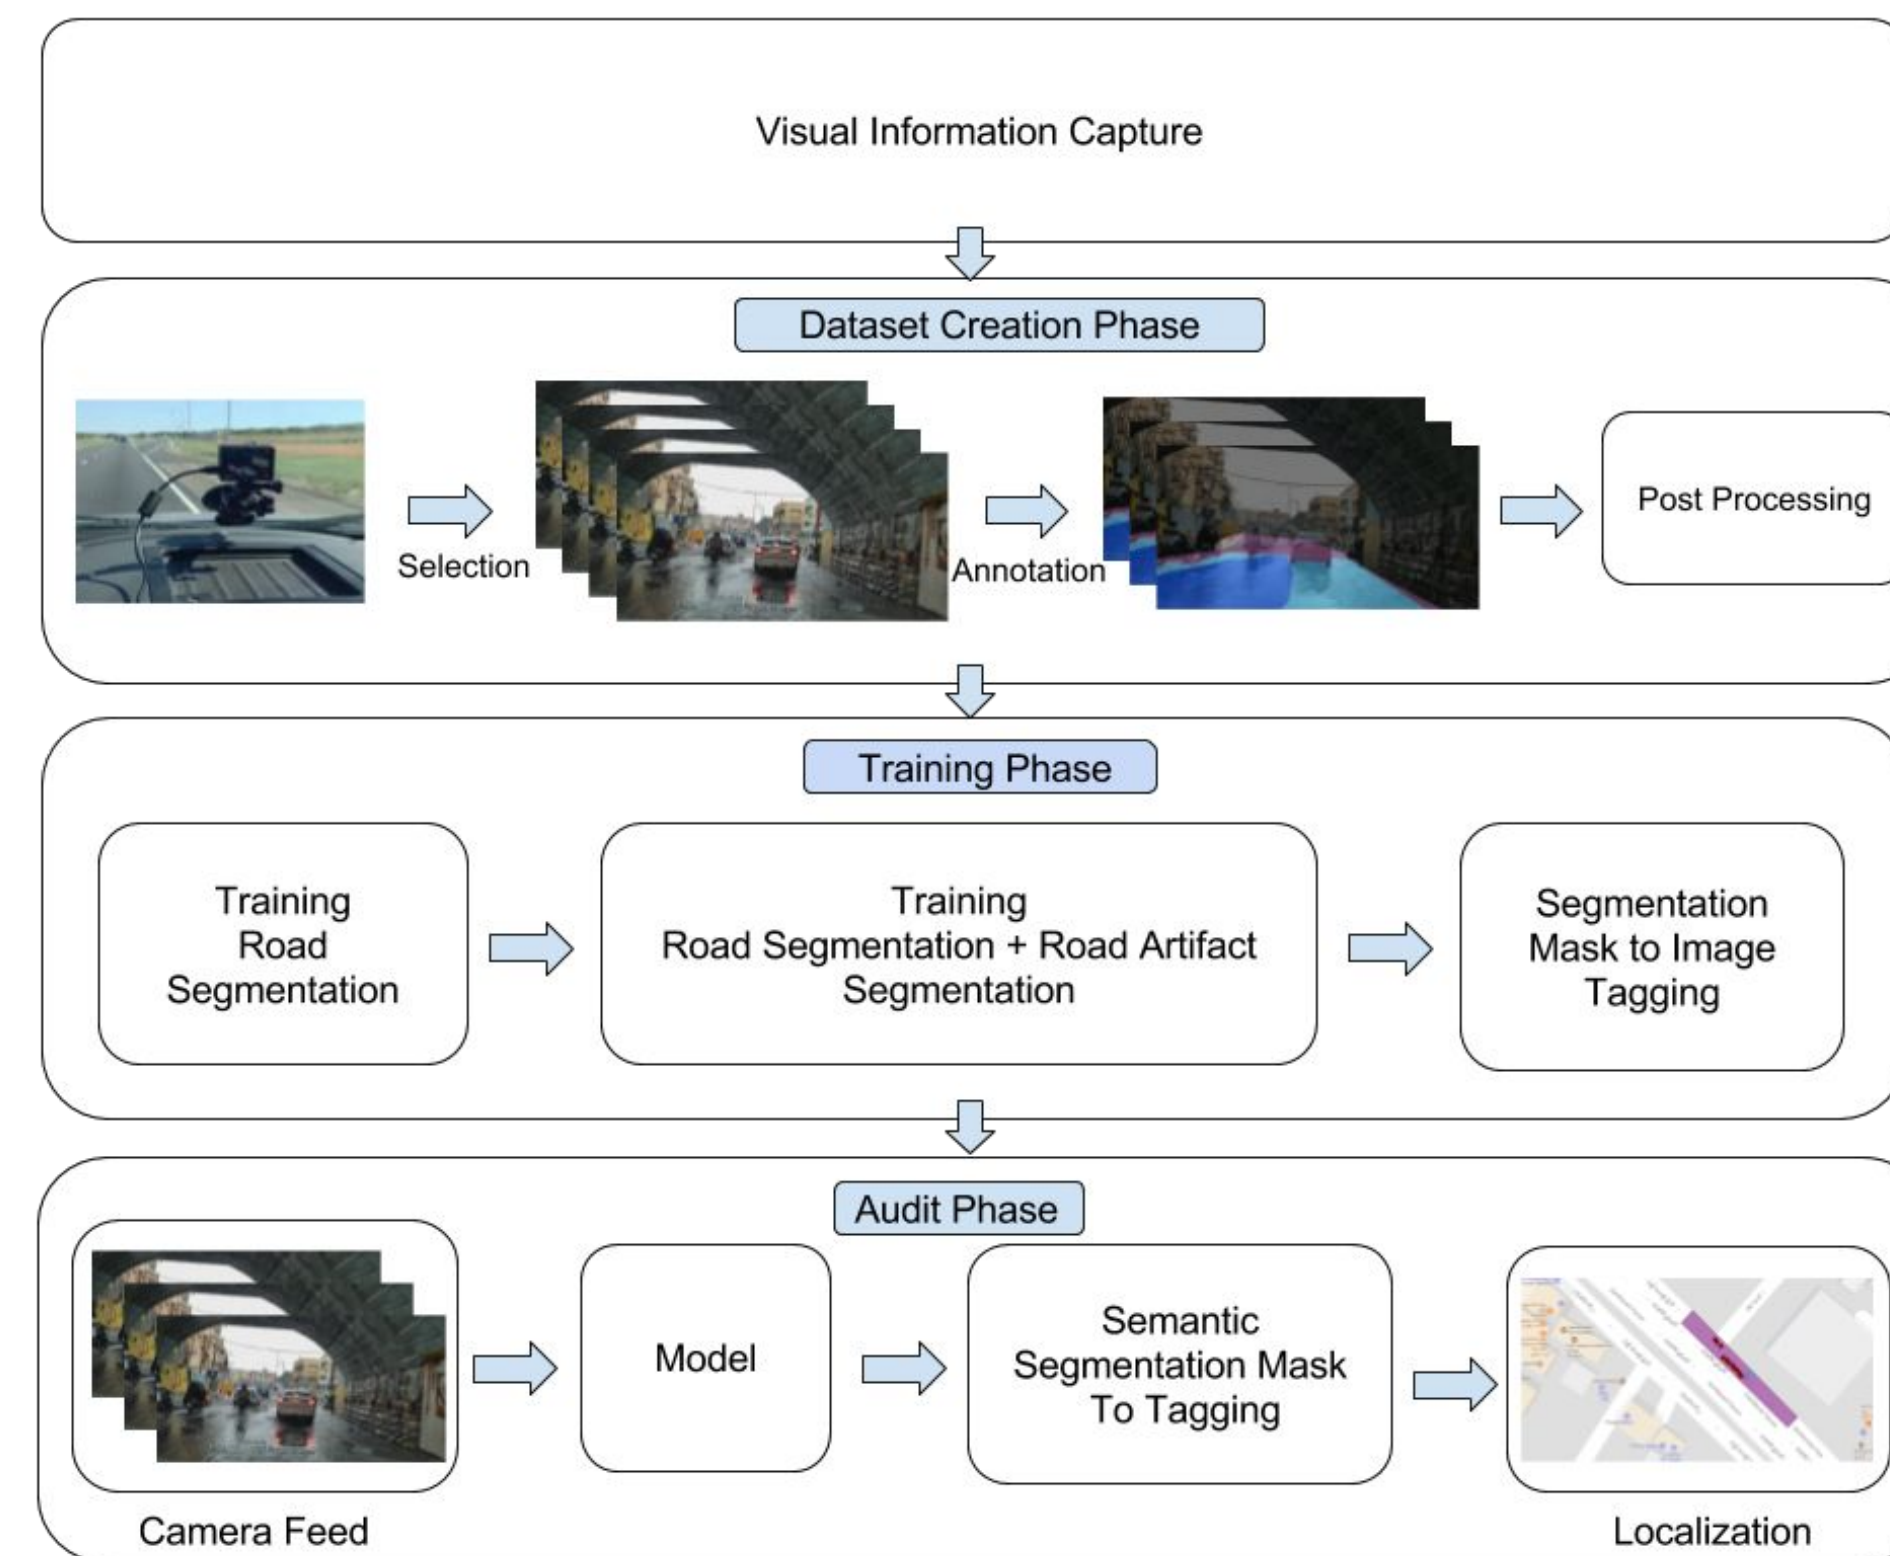 Visual Information Capture
Dataset Creation Phase
Selection
Annotation
Post Processing
Training Phase
Training
Road
Segmentation
Training
Road Segmentation + Road Artifact
Segmentation
Segmentation
Mask to Image
Tagging
Audit Phase
Model
Semantic
Segmentation Mask
To Tagging
Camera Feed
Localization